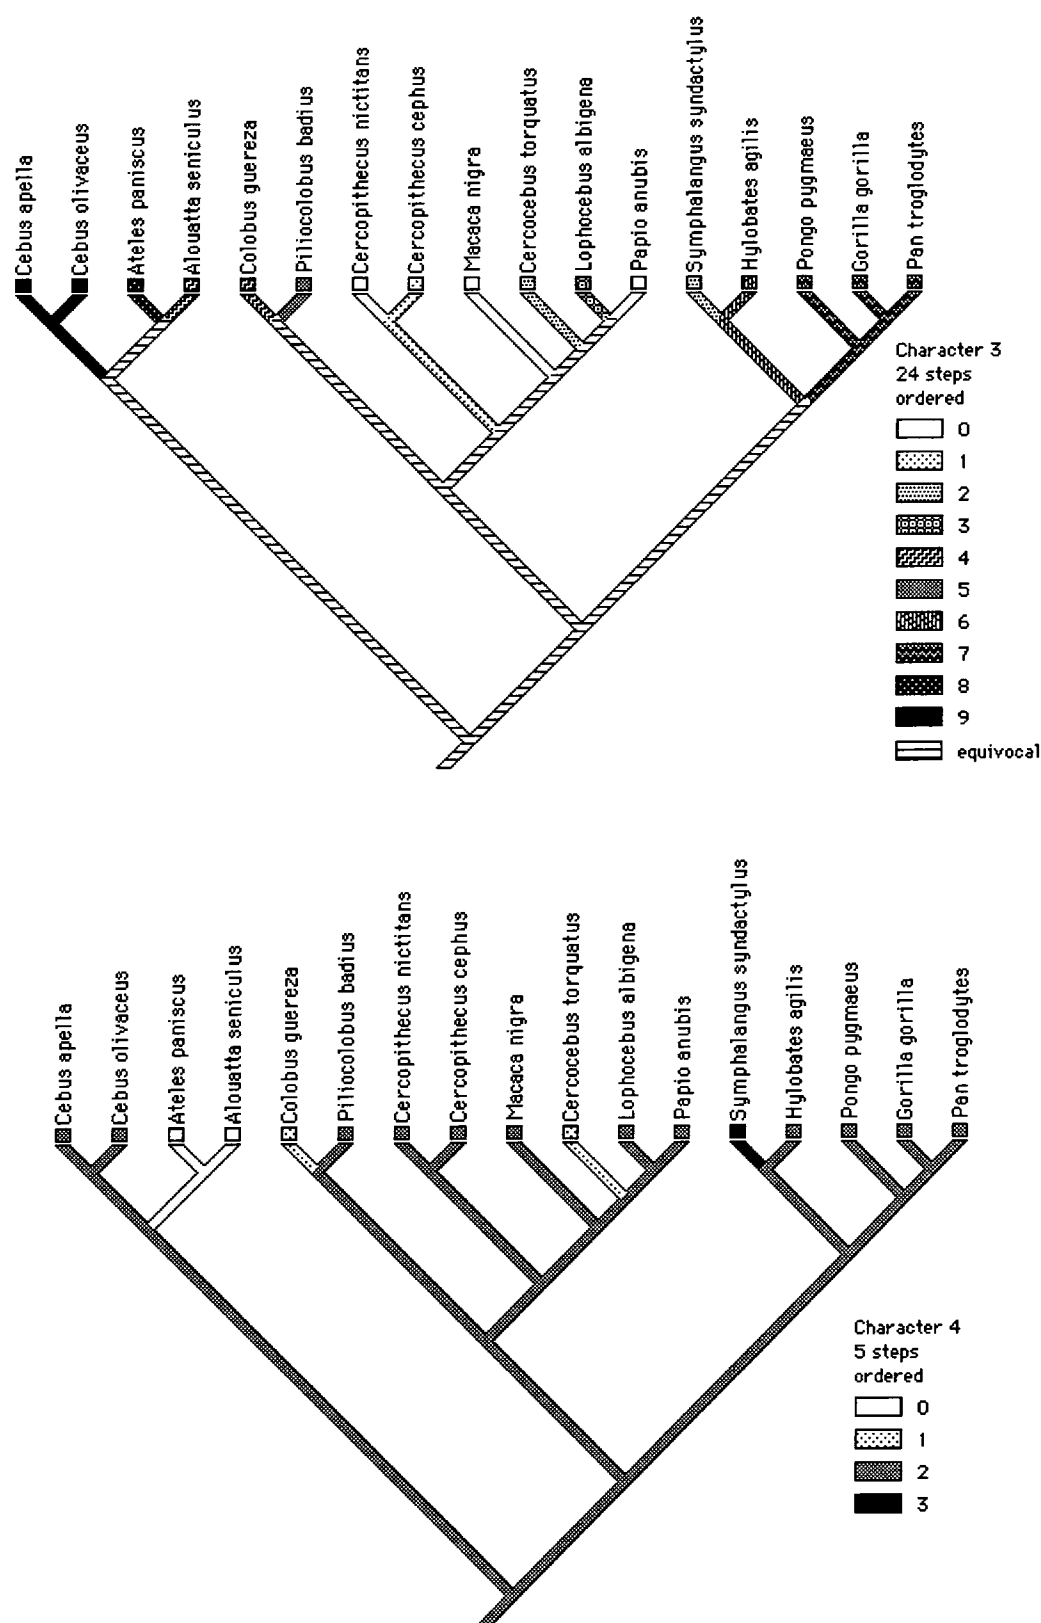 Cebus apella
Cebus olivaceus
Ateles paniscus
Alouatta seniculus
Colobus guereza
Piliocolobus badius
Cercopithecus nictitans
Cercopithecus cephus
Macaca nigra
Cercocebus torquatus
Lophocebus albigena
Papio anubis
Symphalangus syndactylus
Hylobates agilis
Pongo pygmaeus
Gorilla gorilla
Pan troglodytes
Character 3
24 steps
ordered
0
1
2
3
4
5
6
7
8
9
equivocal
Cebus apella
Cebus olivaceus
Ateles paniscus
Alouatta seniculus
Colobus guereza
Piliocolobus badius
Cercopithecus nictitans
Cercopithecus cephus
Macaca nigra
Cercocebus torquatus
Lophocebus albigena
Papio anubis
Symphalangus syndactylus
Hylobates agilis
Pongo pygmaeus
Gorilla gorilla
Pan troglodytes
Character 4
5 steps
ordered
0
1
2
3